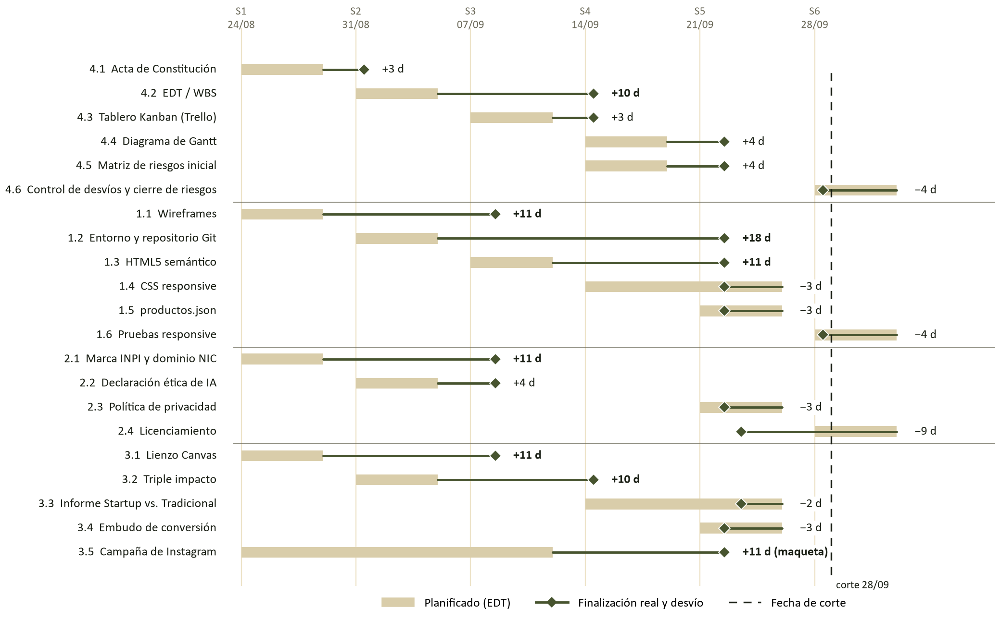 S1 S2 S3 S4 S5 S6
24/08 31/08 07/09 14/09 21/09 28/09
4.1 Acta de Constitución +3 d
4.2 EDT / WBS +10 d
4.3 Tablero Kanban (Trello) +3 d
4.4 Diagrama de Gantt +4 d
4.5 Matriz de riesgos inicial +4 d
4.6 Control de desvíos y cierre de riesgos −4 d
1.1 Wireframes +11 d
1.2 Entorno y repositorio Git +18 d
1.3 HTML5 semántico +11 d
1.4 CSS responsive −3 d
1.5 productos.json −3 d
1.6 Pruebas responsive −4 d
2.1 Marca INPI y dominio NIC +11 d
2.2 Declaración ética de IA +4 d
2.3 Política de privacidad −3 d
2.4 Licenciamiento −9 d
3.1 Lienzo Canvas +11 d
3.2 Triple impacto +10 d
3.3 Informe Startup vs. Tradicional −2 d
3.4 Embudo de conversión −3 d
3.5 Campaña de Instagram +11 d (maqueta)
corte 28/09
Planificado (EDT) Finalización real y desvío Fecha de corte